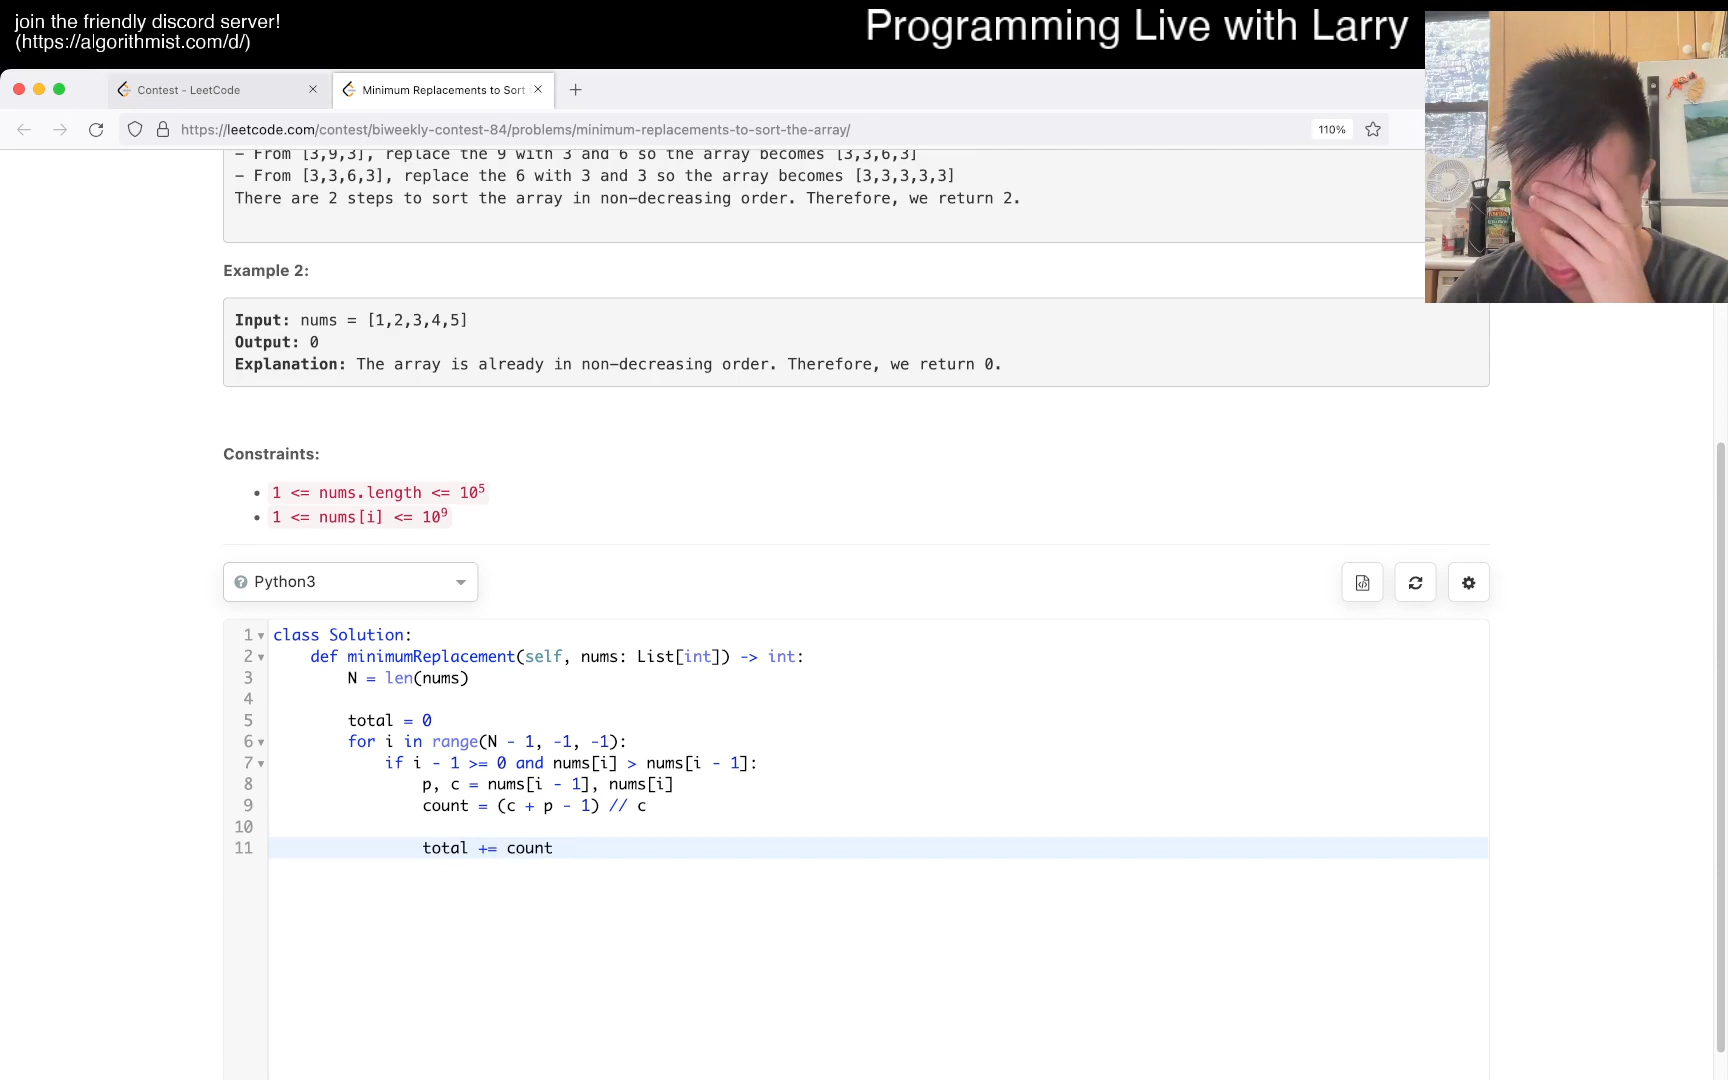 join the friendly discord server!
(https://algorithmist.com/d/)
Programming Live with Larry
Contest - LeetCode
Minimum Replacements to Sort
https://leetcode.com/contest/biweekly-contest-84/problems/minimum-replacements-to-sort-the-array/
110%
– From [3,9,3], replace the 9 with 3 and 6 so the array becomes [3,3,6,3]
– From [3,3,6,3], replace the 6 with 3 and 3 so the array becomes [3,3,3,3,3]
There are 2 steps to sort the array in non-decreasing order. Therefore, we return 2.
Example 2:
Input: nums = [1,2,3,4,5]
Output: 0
Explanation: The array is already in non-decreasing order. Therefore, we return 0.
Constraints:
1 <= nums.length <= 10⁵
1 <= nums[i] <= 10⁹
Python3
1 class Solution:
2     def minimumReplacement(self, nums: List[int]) -> int:
3         N = len(nums)
4
5         total = 0
6         for i in range(N - 1, -1, -1):
7             if i - 1 >= 0 and nums[i] > nums[i - 1]:
8                 p, c = nums[i - 1], nums[i]
9                 count = (c + p - 1) // c
10
11                 total += count